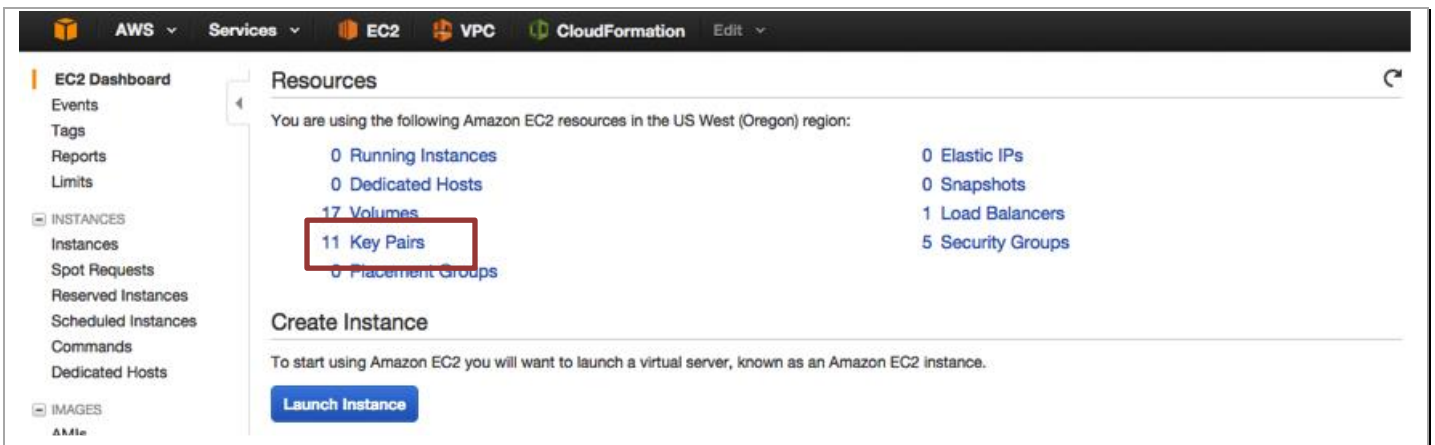 AWS Services EC2 VPC CloudFormation Edit
EC2 Dashboard
Events
Tags
Reports
Limits
INSTANCES
Instances
Spot Requests
Reserved Instances
Scheduled Instances
Commands
Dedicated Hosts
IMAGES
AMIs
Resources
You are using the following Amazon EC2 resources in the US West (Oregon) region:
0 Running Instances
0 Dedicated Hosts
17 Volumes
11 Key Pairs
0 Placement Groups
0 Elastic IPs
0 Snapshots
1 Load Balancers
5 Security Groups
Create Instance
To start using Amazon EC2 you will want to launch a virtual server, known as an Amazon EC2 instance.
Launch Instance